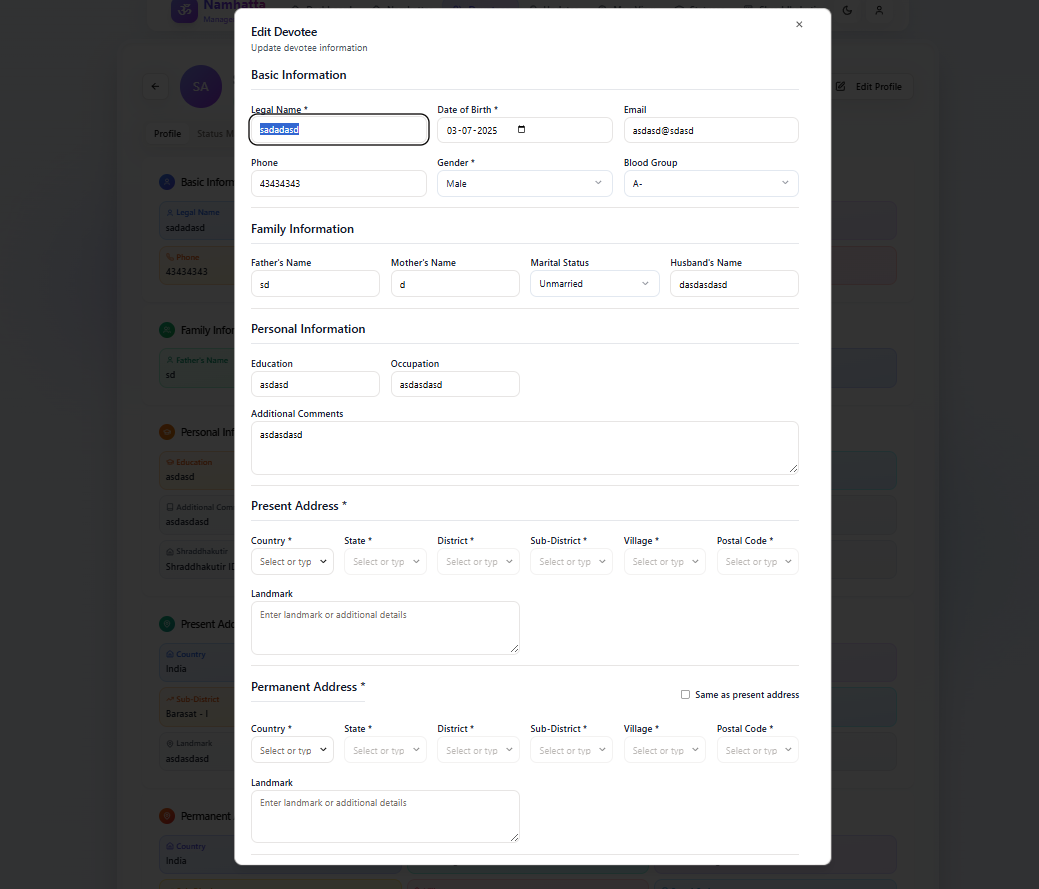 Namhatta
SA
Edit Profile
Profile
Status
Basic
Legal Name
sadadasd
Phone
43434343
Family
Father's Name
sd
Personal
Education
asdasd
Additional
asdasdasd
Shraddhakutir
Shraddhakutir
Present
Country
India
Sub-District
Barasat - I
Landmark
asdasdasd
Permanent
Country
India
Edit Devotee
Update devotee information
Basic Information
Legal Name * Date of Birth * Email
sadadasd 03-07-2025 asdasd@sdasd
Phone Gender * Blood Group
43434343 Male A-
Family Information
Father's Name Mother's Name Marital Status Husband's Name
sd d Unmarried dasdasdasd
Personal Information
Education Occupation
asdasd asdasdasd
Additional Comments
asdasdasd
Present Address *
Country * State * District * Sub-District * Village * Postal Code *
Select or typ Select or typ Select or typ Select or typ Select or typ Select or typ
Landmark
Enter landmark or additional details
Permanent Address *
Same as present address
Country * State * District * Sub-District * Village * Postal Code *
Select or typ Select or typ Select or typ Select or typ Select or typ Select or typ
Landmark
Enter landmark or additional details